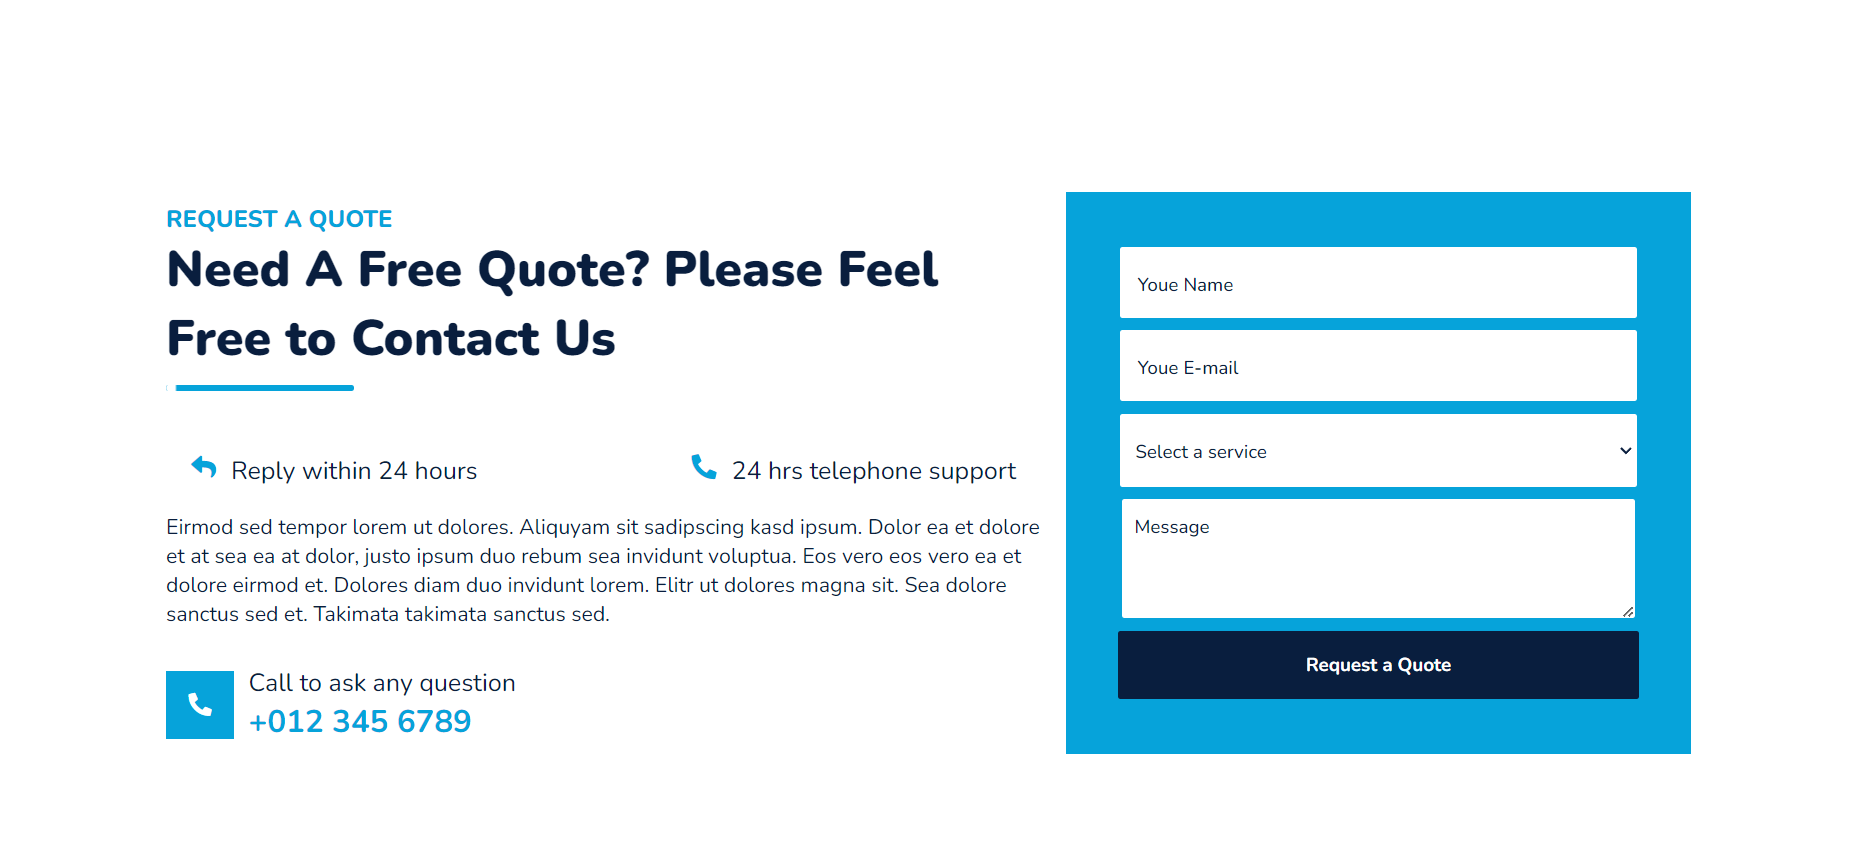 REQUEST A QUOTE
Need A Free Quote? Please Feel
Free to Contact Us
Reply within 24 hours
24 hrs telephone support
Eirmod sed tempor lorem ut dolores. Aliquyam sit sadipscing kasd ipsum. Dolor ea et dolore
et at sea ea at dolor, justo ipsum duo rebum sea invidunt voluptua. Eos vero eos vero ea et
dolore eirmod et. Dolores diam duo invidunt lorem. Elitr ut dolores magna sit. Sea dolore
sanctus sed et. Takimata takimata sanctus sed.
Call to ask any question
+012 345 6789
Youe Name
Youe E-mail
Select a service
Message
Request a Quote